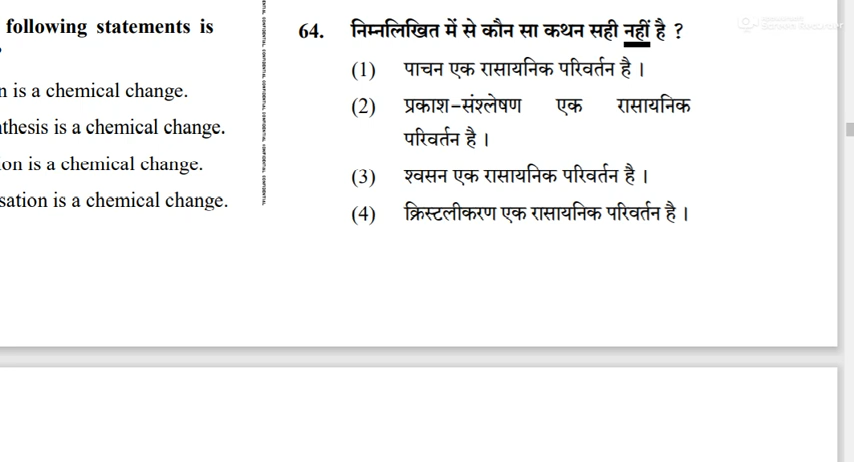 following statements is
n is a chemical change.
nthesis is a chemical change.
ion is a chemical change.
sation is a chemical change.
64. निम्नलिखित में से कौन सा कथन सही नहीं है ?
(1) पाचन एक रासायनिक परिवर्तन है ।
(2) प्रकाश-संश्लेषण एक रासायनिक
परिवर्तन है ।
(3) श्वसन एक रासायनिक परिवर्तन है ।
(4) क्रिस्टलीकरण एक रासायनिक परिवर्तन है ।